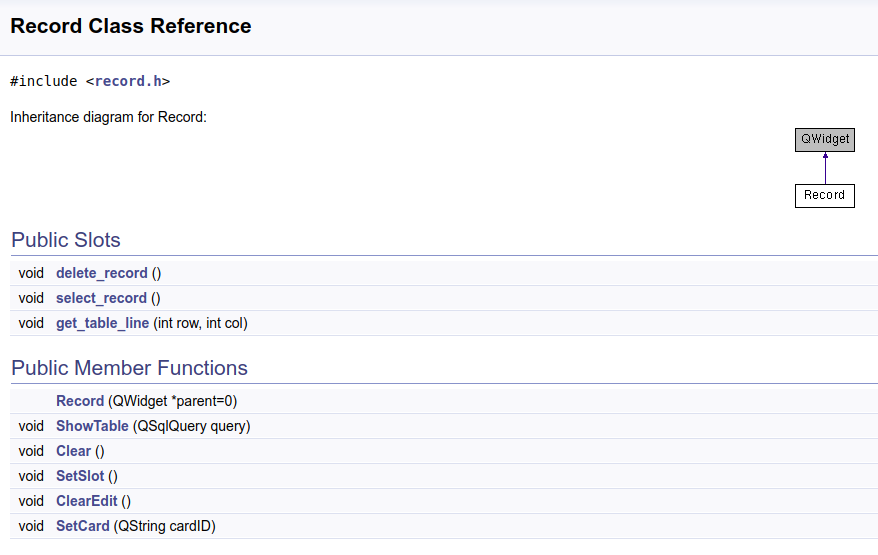 Record Class Reference
#include <record.h>
Inheritance diagram for Record:
QWidget
Record
Public Slots
void delete_record ()
void select_record ()
void get_table_line (int row, int col)
Public Member Functions
Record (QWidget *parent=0)
void ShowTable (QSqlQuery query)
void Clear ()
void SetSlot ()
void ClearEdit ()
void SetCard (QString cardID)